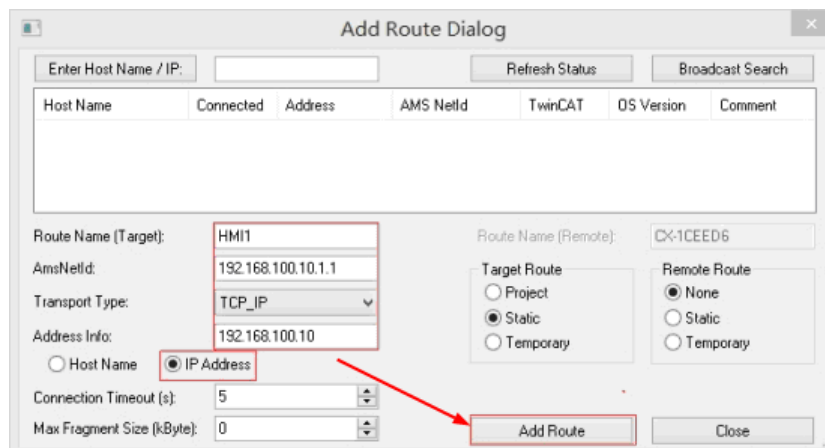 Add Route Dialog
Enter Host Name / IP: Refresh Status Broadcast Search
Host Name Connected Address AMS NetId TwinCAT OS Version Comment
Route Name (Target): HMI1 Route Name (Remote): CX-1CEED6
AmsNetId: 192.168.100.10.1.1 Target Route Remote Route
Project None
Transport Type: TCP_IP Static Static
Address Info: 192.168.100.10 Temporary Temporary
Host Name IP Address
Connection Timeout (s): 5
Max Fragment Size (kByte): 0 Add Route Close